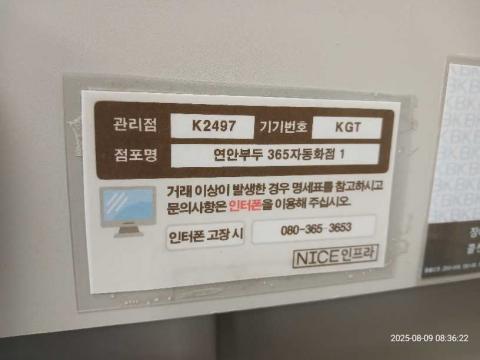 관리점 K2497 기기번호 KGT
점포명 연안부두 365자동화점 1
거래 이상이 발생한 경우 명세표를 참고하시고
문의사항은 인터폰을 이용해 주십시오.
인터폰 고장 시 080-365-3653
NICE인프라
2025-08-09 08:36:22